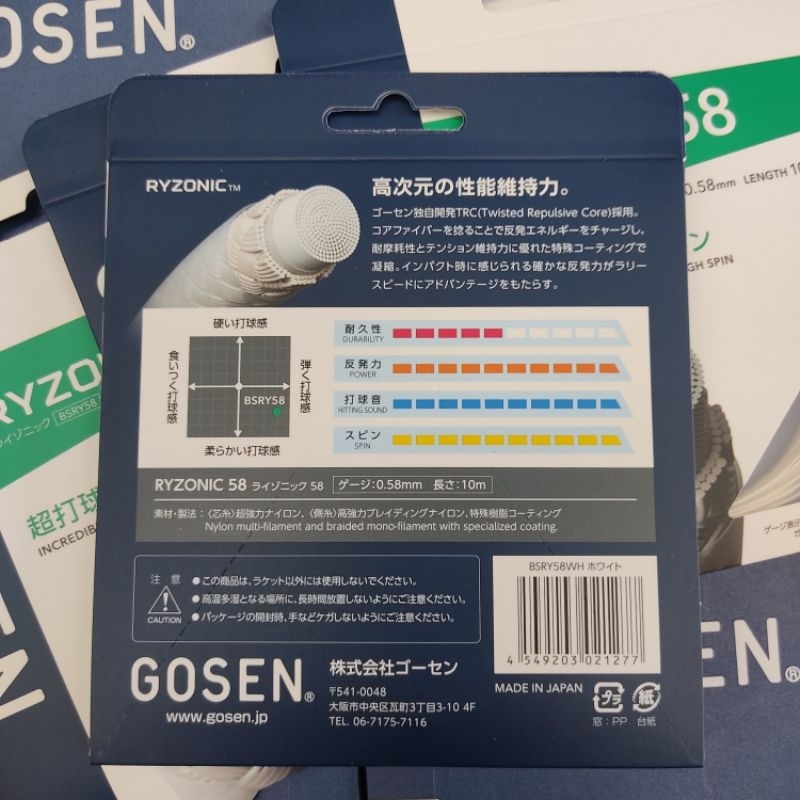 OSEN®
58
0.58mm LENGTH 10
GH SPIN
RYZONIC™
高次元の性能維持力。
ゴーセン独自開発TRC(Twisted Repulsive Core)採用。
コアファイバーを捻ることで反発エネルギーをチャージし、
耐摩耗性とテンション維持力に優れた特殊コーティングで
凝縮。インパクト時に感じられる確かな反発力がラリー
スピードにアドバンテージをもたらす。
硬い打球感
食いつく打球感
弾く打球感
BSRY58
柔らかい打球感
耐久性
DURABILITY
反発力
POWER
打球音
HITTING SOUND
スピン
SPIN
RYZONIC 58 ライゾニック 58 ゲージ:0.58mm 長さ:10m
素材・製法:〈芯糸〉超強力ナイロン、〈側糸〉高強力ブレイディングナイロン、特殊樹脂コーティング
Nylon multi-filament and braided mono-filament with specialized coating.
注意
CAUTION
●この商品は、ラケット以外には使用しないでください。
●高温多湿となる場所に、長時間放置しないようにご注意ください。
●パッケージの開封時、手などケガしないようにご注意ください。
BSRY58WH ホワイト
4 549203 021277
GOSEN®
www.gosen.jp
株式会社ゴーセン
〒541-0048
大阪市中央区瓦町3丁目3-10 4F
TEL. 06-7175-7116
MADE IN JAPAN
プラ
紙
窓:PP
台紙
RYZO
ライゾニック BSRY58
超打球
INCREDIB
ゲージ表示
EN®